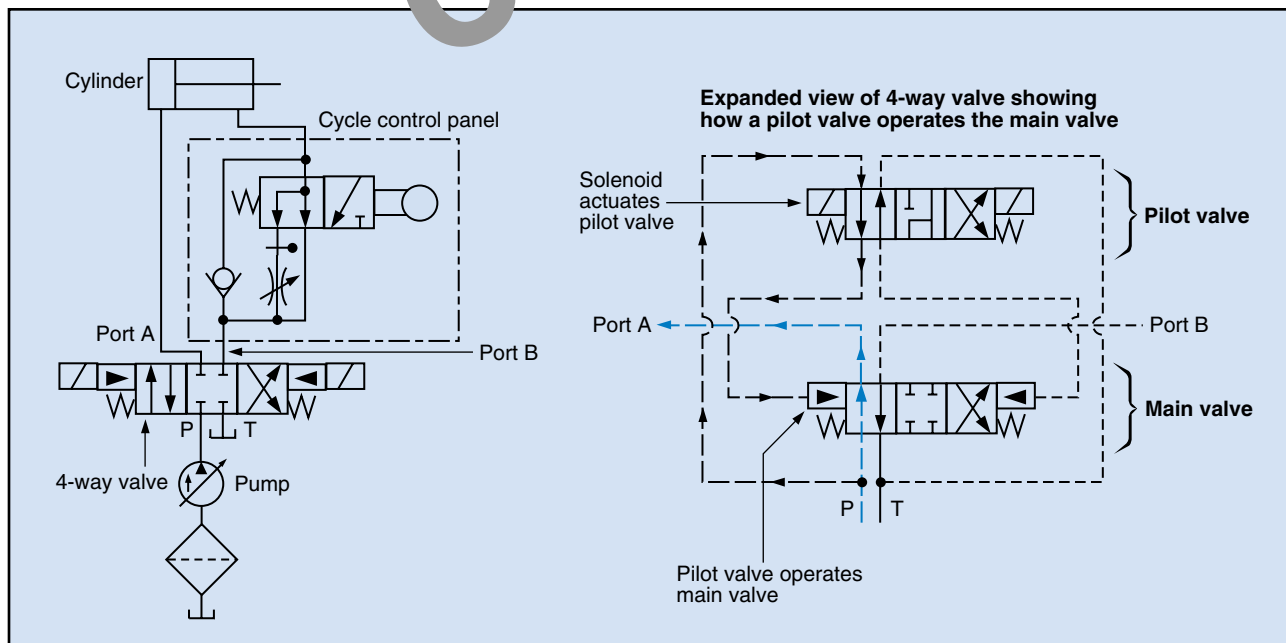 Cylinder
Cycle control panel
Port A
Port B
P
T
4-way valve
Pump
Expanded view of 4-way valve showing
how a pilot valve operates the main valve
Solenoid
actuates
pilot valve
Pilot valve
Port A
Port B
Main valve
P
T
Pilot valve operates
main valve